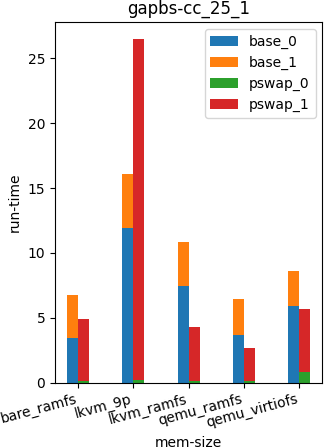 gapbs-cc_25_1
base_0
base_1
pswap_0
pswap_1
run-time
25
20
15
10
5
0
bare_ramfs
lkvm_9p
lkvm_ramfs
qemu_ramfs
qemu_virtiofs
mem-size